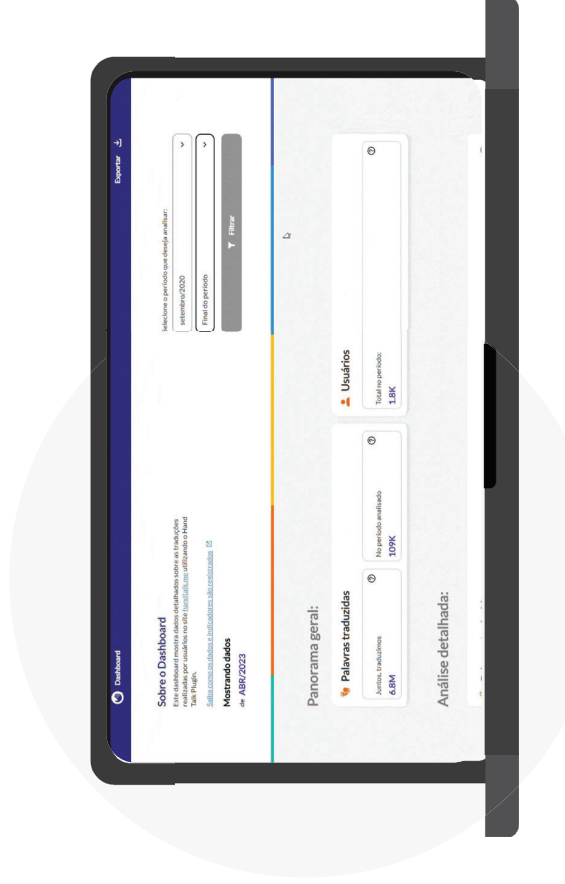 Dashboard
Exportar
Sobre o Dashboard
Este dashboard mostra dados detalhados sobre as traduções
realizadas por usuários no site handtalk.me utilizando o Hand
Talk Plugin.
Saiba como os dados e indicadores são registrados
Mostrando dados
de ABR/2023
Selecione o período que deseja analisar:
setembro/2020
Final do período
Filtrar
Panorama geral:
Palavras traduzidas
Juntos, traduzimos
6.8M
No período analisado
109K
Usuários
Total no período:
1.8K
Análise detalhada: